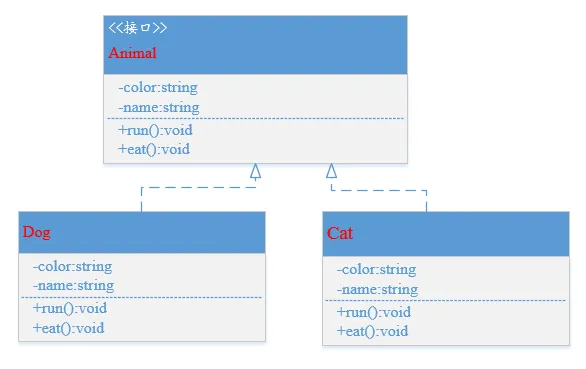 <<接口>>
Animal
-color:string
-name:string
+run():void
+eat():void
Dog
-color:string
-name:string
+run():void
+eat():void
Cat
-color:string
-name:string
+run():void
+eat():void